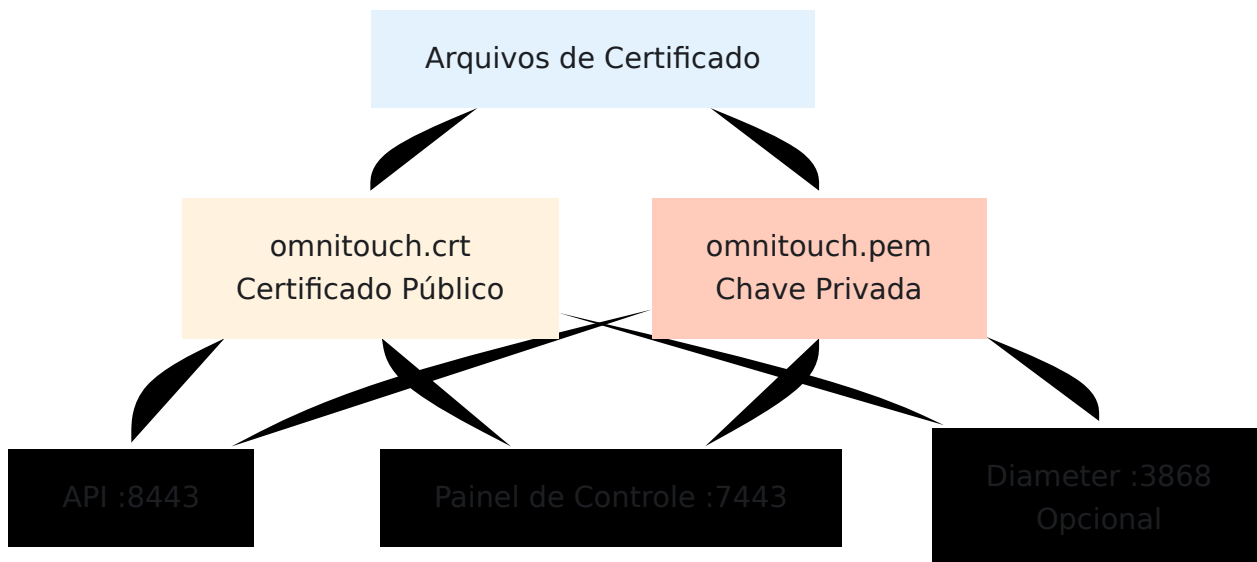 Arquivos de Certificado
omnitouch.crt
Certificado Público
omnitouch.pem
Chave Privada
API :8443
Painel de Controle :7443
Diameter :3868
Opcional